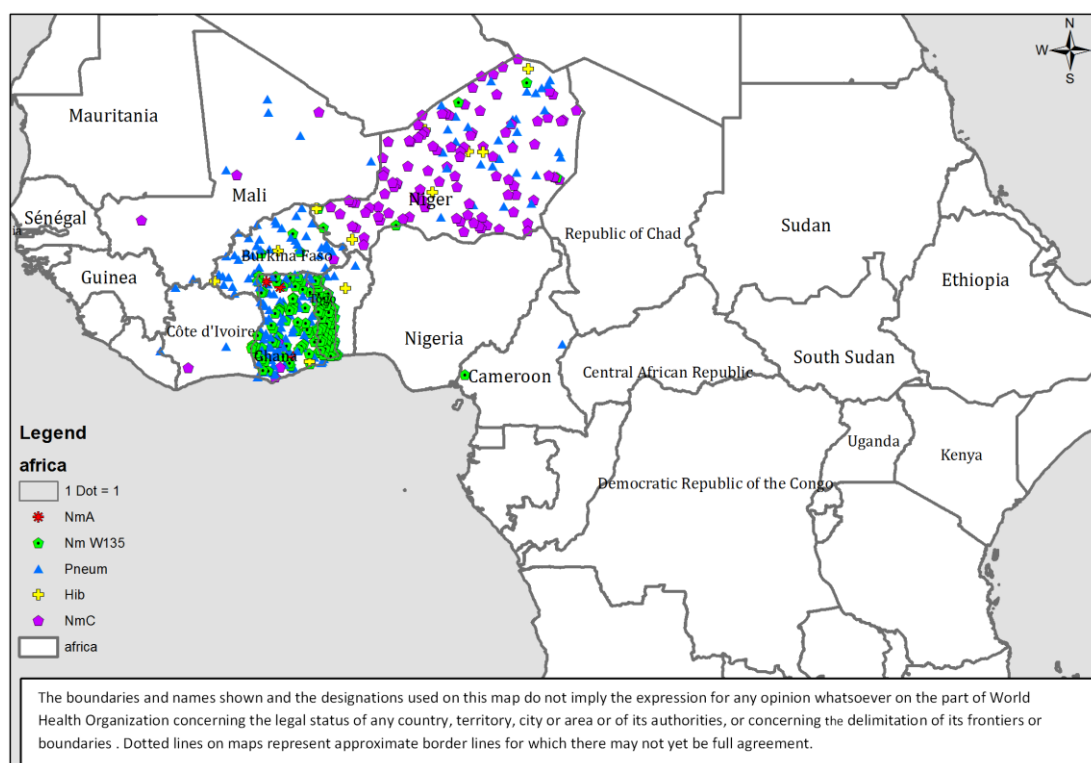 N
W
E
S
Mauritania
Mali
Niger
Sénégal
ia
Burkina Faso
Republic of Chad
Sudan
Guinea
Ethiopia
Togo
Côte d'Ivoire
Nigeria
Ghana
South Sudan
Cameroon
Central African Republic
Uganda
Kenya
Democratic Republic of the Congo
Legend
africa
1 Dot = 1
NmA
Nm W135
Pneum
Hib
NmC
africa
The boundaries and names shown and the designations used on this map do not imply the expression for any opinion whatsoever on the part of World
Health Organization concerning the legal status of any country, territory, city or area or of its authorities, or concerning the delimitation of its frontiers or
boundaries . Dotted lines on maps represent approximate border lines for which there may not yet be full agreement.